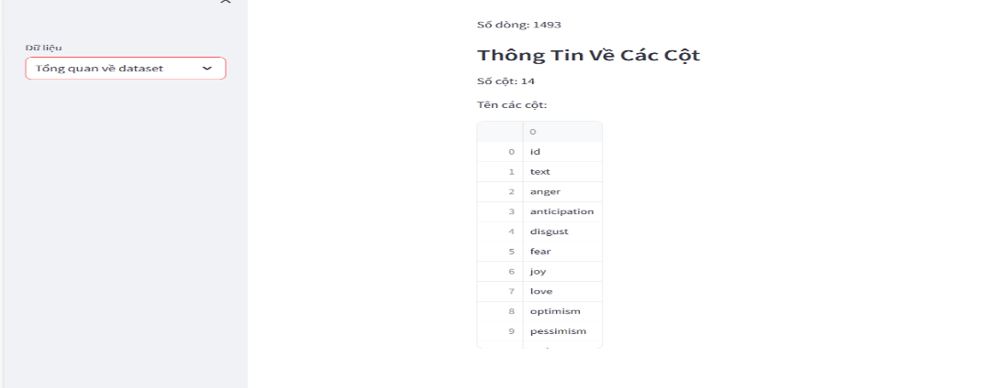 Dữ liệu
Tổng quan về dataset
Số dòng: 1493
Thông Tin Về Các Cột
Số cột: 14
Tên các cột:
0
0 id
1 text
2 anger
3 anticipation
4 disgust
5 fear
6 joy
7 love
8 optimism
9 pessimism